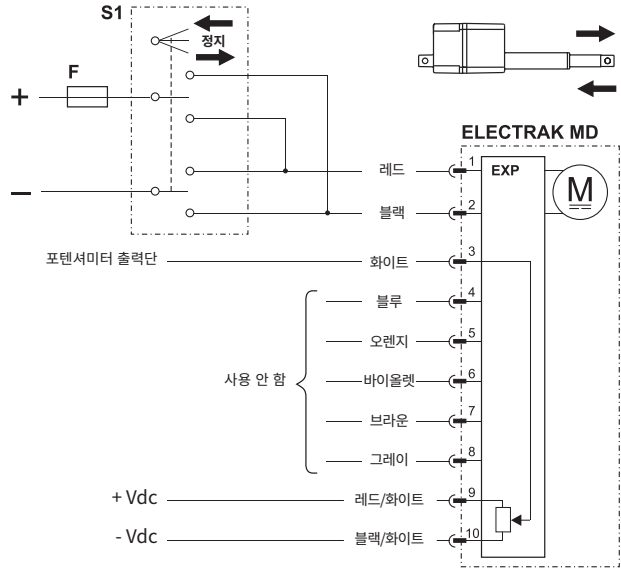 S1
정지
F
+
−
ELECTRAK MD
EXP
M
레드 1
블랙 2
포텐셔미터 출력단 화이트 3
블루 4
오렌지 5
사용 안 함 바이올렛 6
브라운 7
그레이 8
+ Vdc 레드/화이트 9
- Vdc 블랙/화이트 10